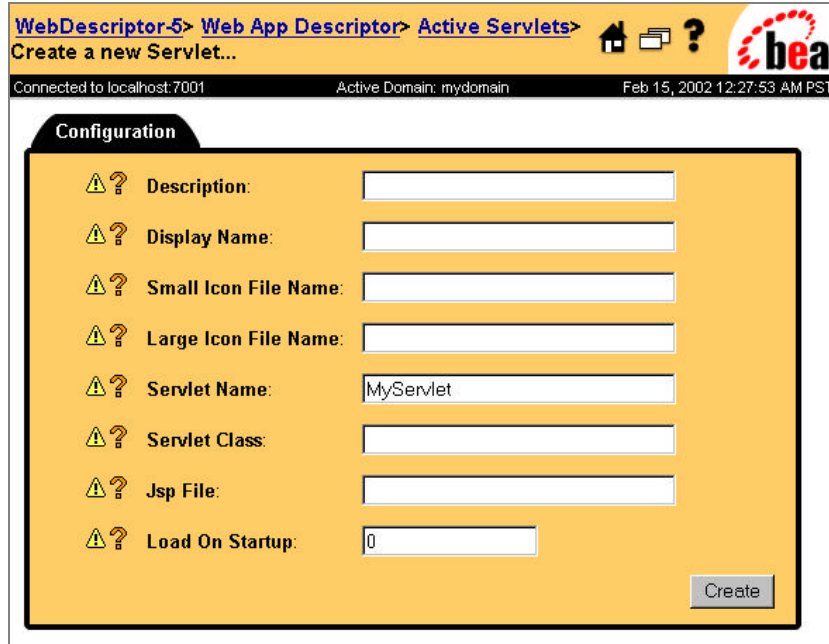 WebDescriptor-5> Web App Descriptor> Active Servlets>
Create a new Servlet...
? bea
Connected to localhost:7001 Active Domain: mydomain Feb 15, 2002 12:27:53 AM PST
Configuration
? Description:
? Display Name:
? Small Icon File Name:
? Large Icon File Name:
? Servlet Name: MyServlet
? Servlet Class:
? Jsp File:
? Load On Startup: 0
Create